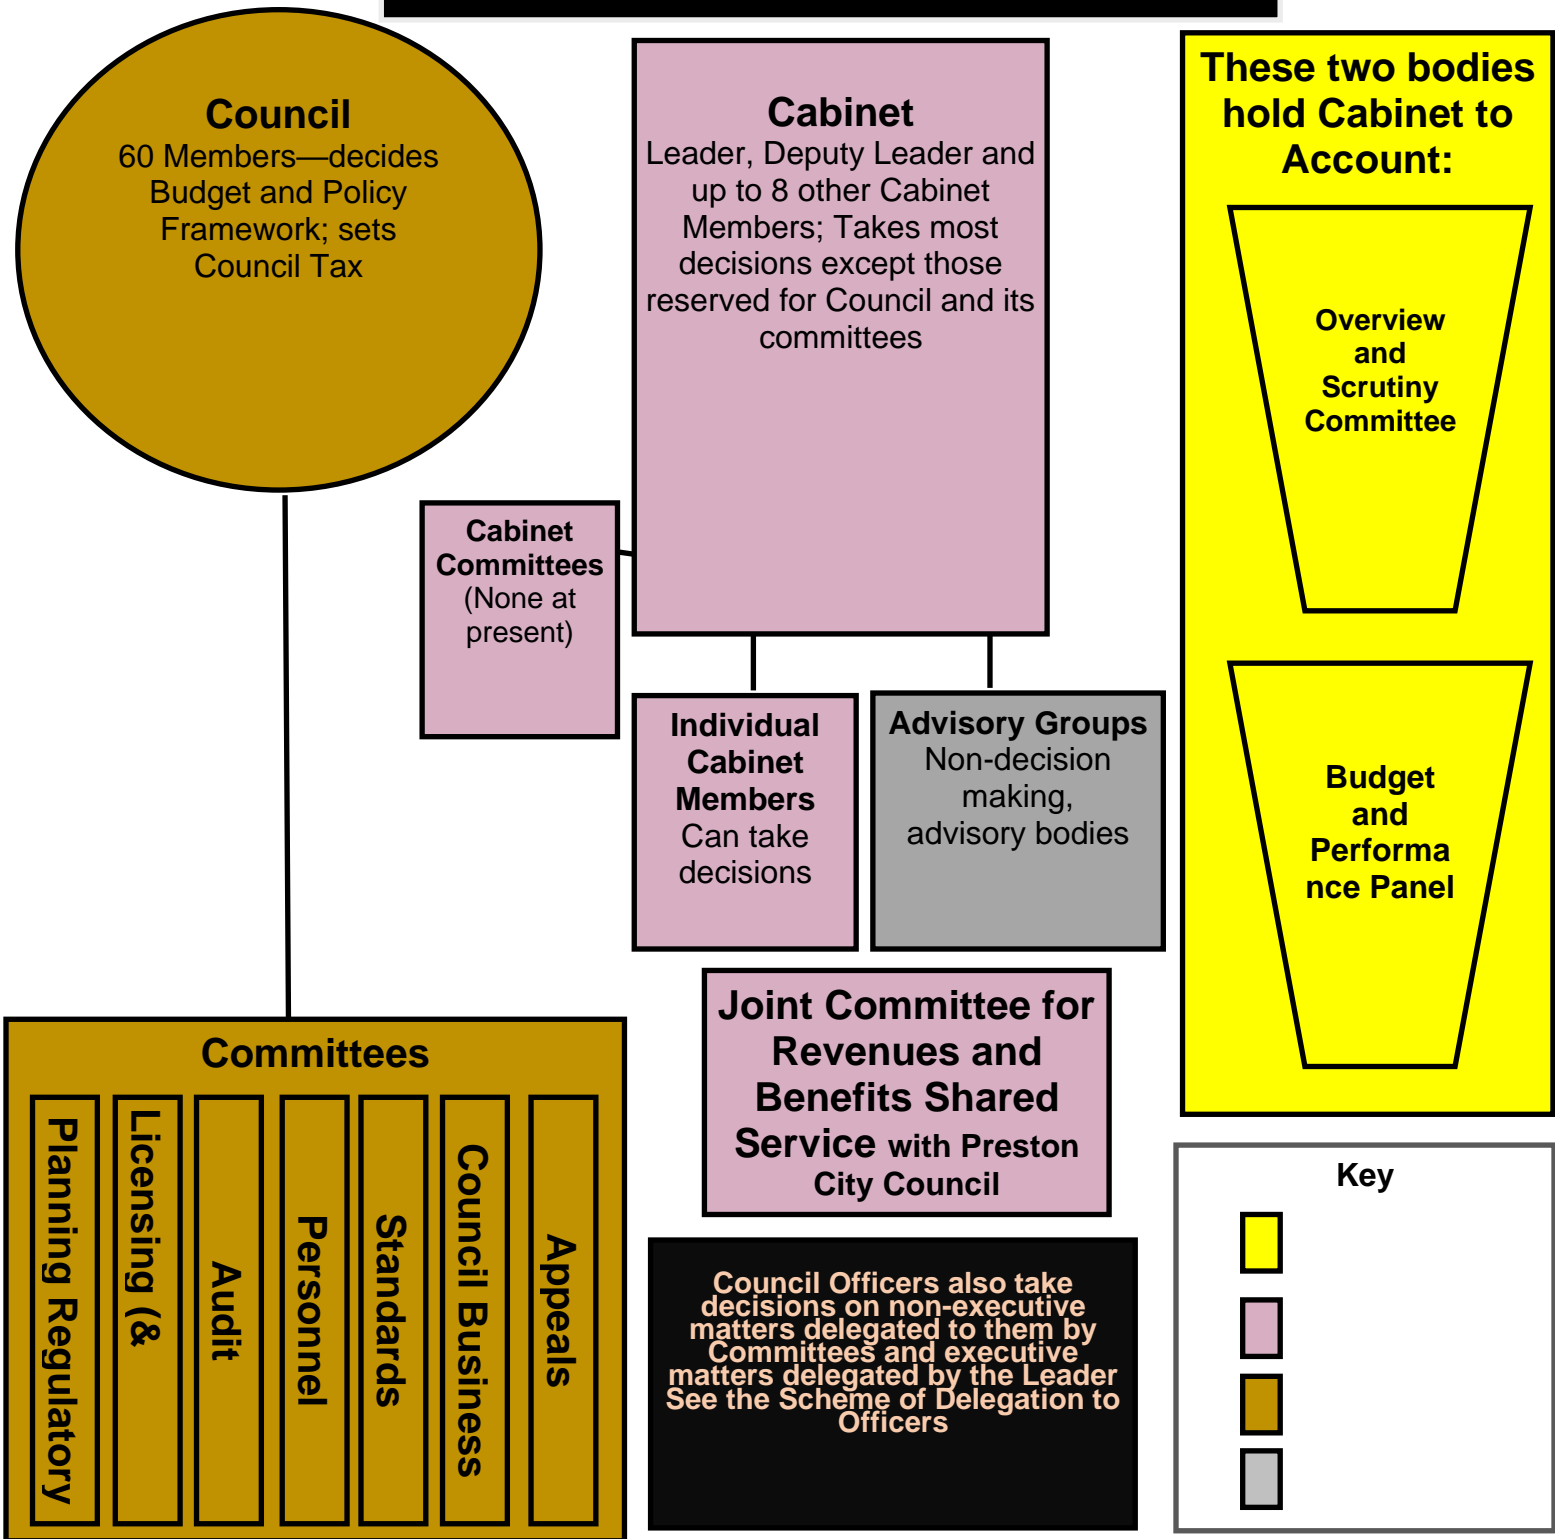 Council
60 Members—decides
Budget and Policy
Framework; sets
Council Tax
Cabinet
Leader, Deputy Leader and
up to 8 other Cabinet
Members; Takes most
decisions except those
reserved for Council and its
committees
These two bodies
hold Cabinet to
Account:
Overview
and
Scrutiny
Committee
Budget
and
Performa
nce Panel
Cabinet
Committees
(None at
present)
Individual
Cabinet
Members
Can take
decisions
Advisory Groups
Non-decision
making,
advisory bodies
Joint Committee for
Revenues and
Benefits Shared
Service with Preston
City Council
Committees
Planning Regulatory
Licensing (&
Audit
Personnel
Standards
Council Business
Appeals
Council Officers also take
decisions on non-executive
matters delegated to them by
Committees and executive
matters delegated by the Leader
See the Scheme of Delegation to
Officers
Key